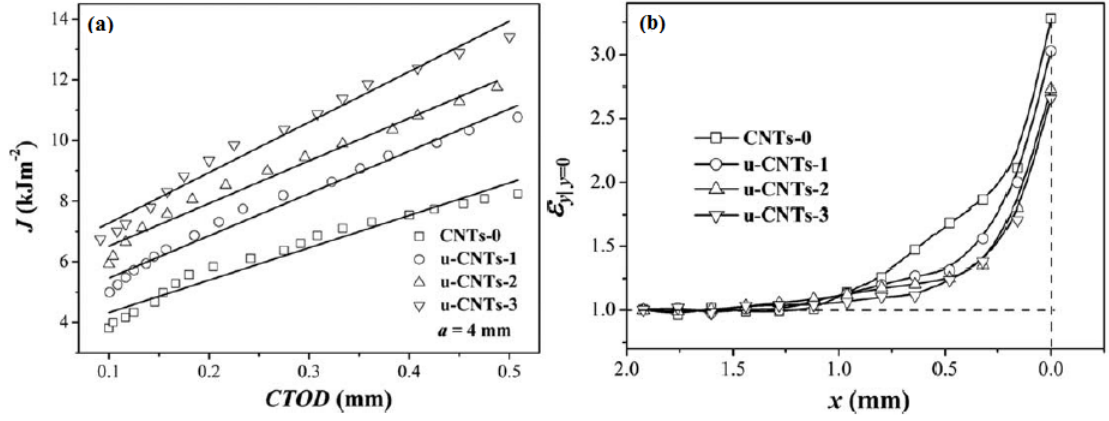 (a)
14
12
10
8
6
4
J (kJm-2)
CNTs-0
u-CNTs-1
u-CNTs-2
u-CNTs-3
a = 4 mm
0.1 0.2 0.3 0.4 0.5
CTOD (mm)
(b)
3.0
2.5
2.0
1.5
1.0
ε̄y| y=0
CNTs-0
u-CNTs-1
u-CNTs-2
u-CNTs-3
2.0 1.5 1.0 0.5 0.0
x (mm)